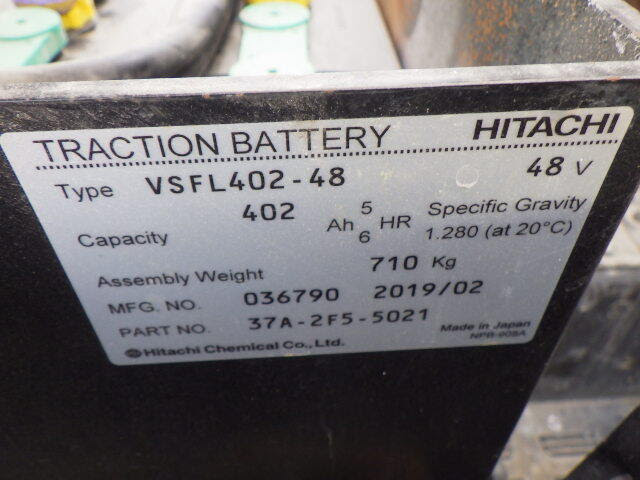 TRACTION BATTERY HITACHI
Type VSFL402-48 48 V
Capacity 402 Ah 5 6 HR Specific Gravity
1.280 (at 20°C)
Assembly Weight 710 Kg
MFG. NO. 036790 2019/02
PART NO. 37A-2F5-5021 Made in Japan
NPB-908A
Hitachi Chemical Co., Ltd.